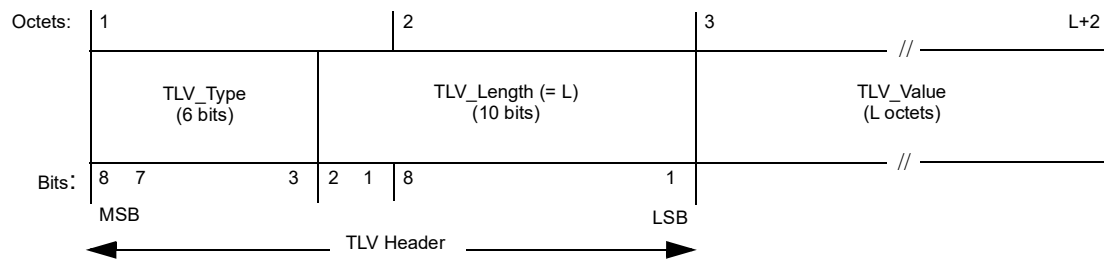 Octets: 1 2 3 L+2
//
TLV_Type TLV_Length (= L) TLV_Value
(6 bits) (10 bits) (L octets)
//
Bits: 8 7 3 2 1 8 1
MSB LSB
TLV Header